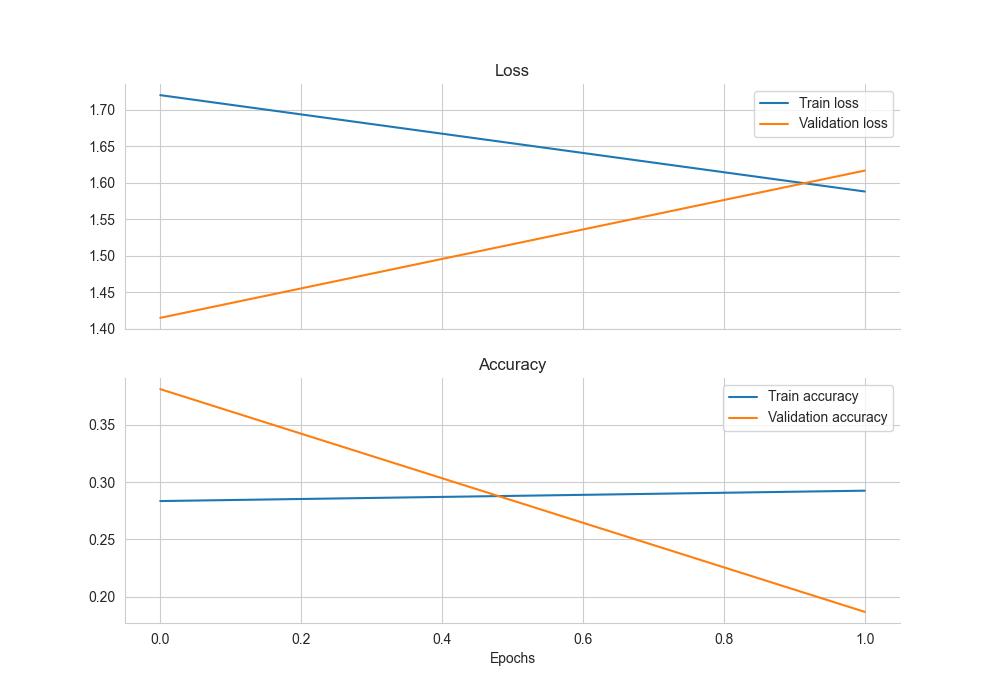 Loss
1.70
1.65
1.60
1.55
1.50
1.45
1.40
Train loss
Validation loss
Accuracy
0.35
0.30
0.25
0.20
Train accuracy
Validation accuracy
0.0 0.2 0.4 0.6 0.8 1.0
Epochs